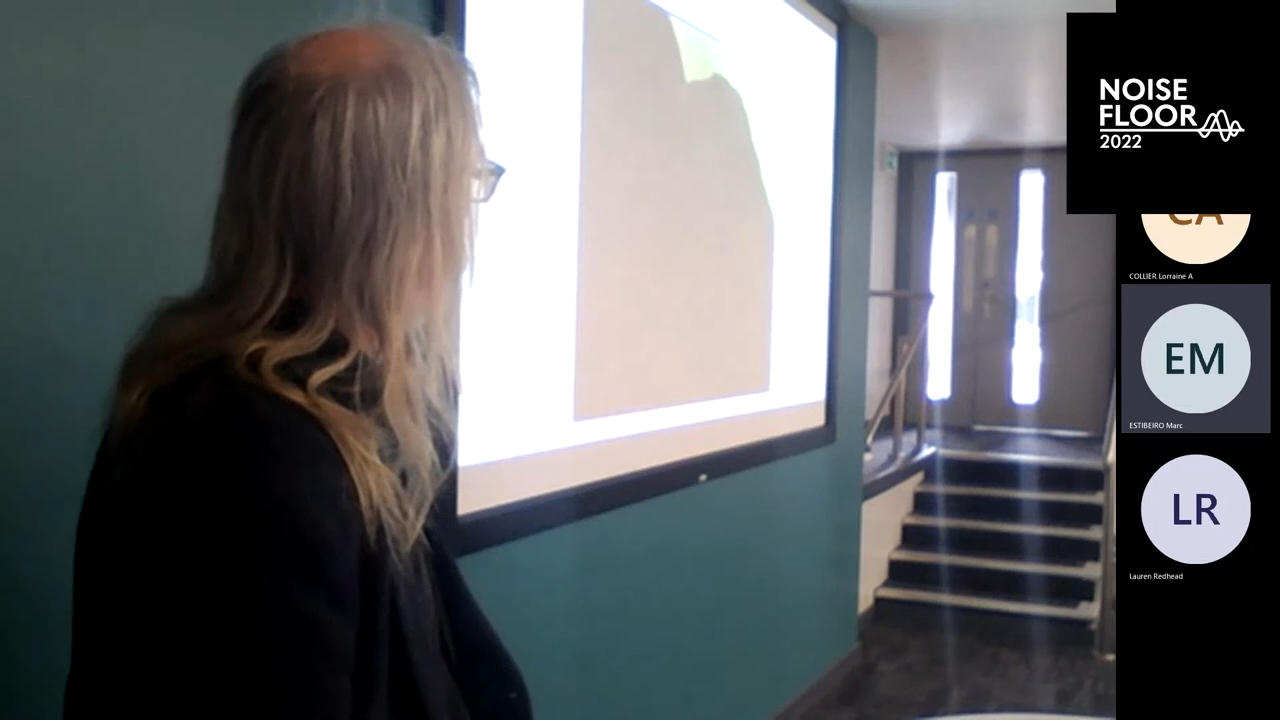 NOISE
FLOOR
2022
CA
COLLIER Lorraine A
EM
ESTIBEIRO Marc
LR
Lauren Redhead